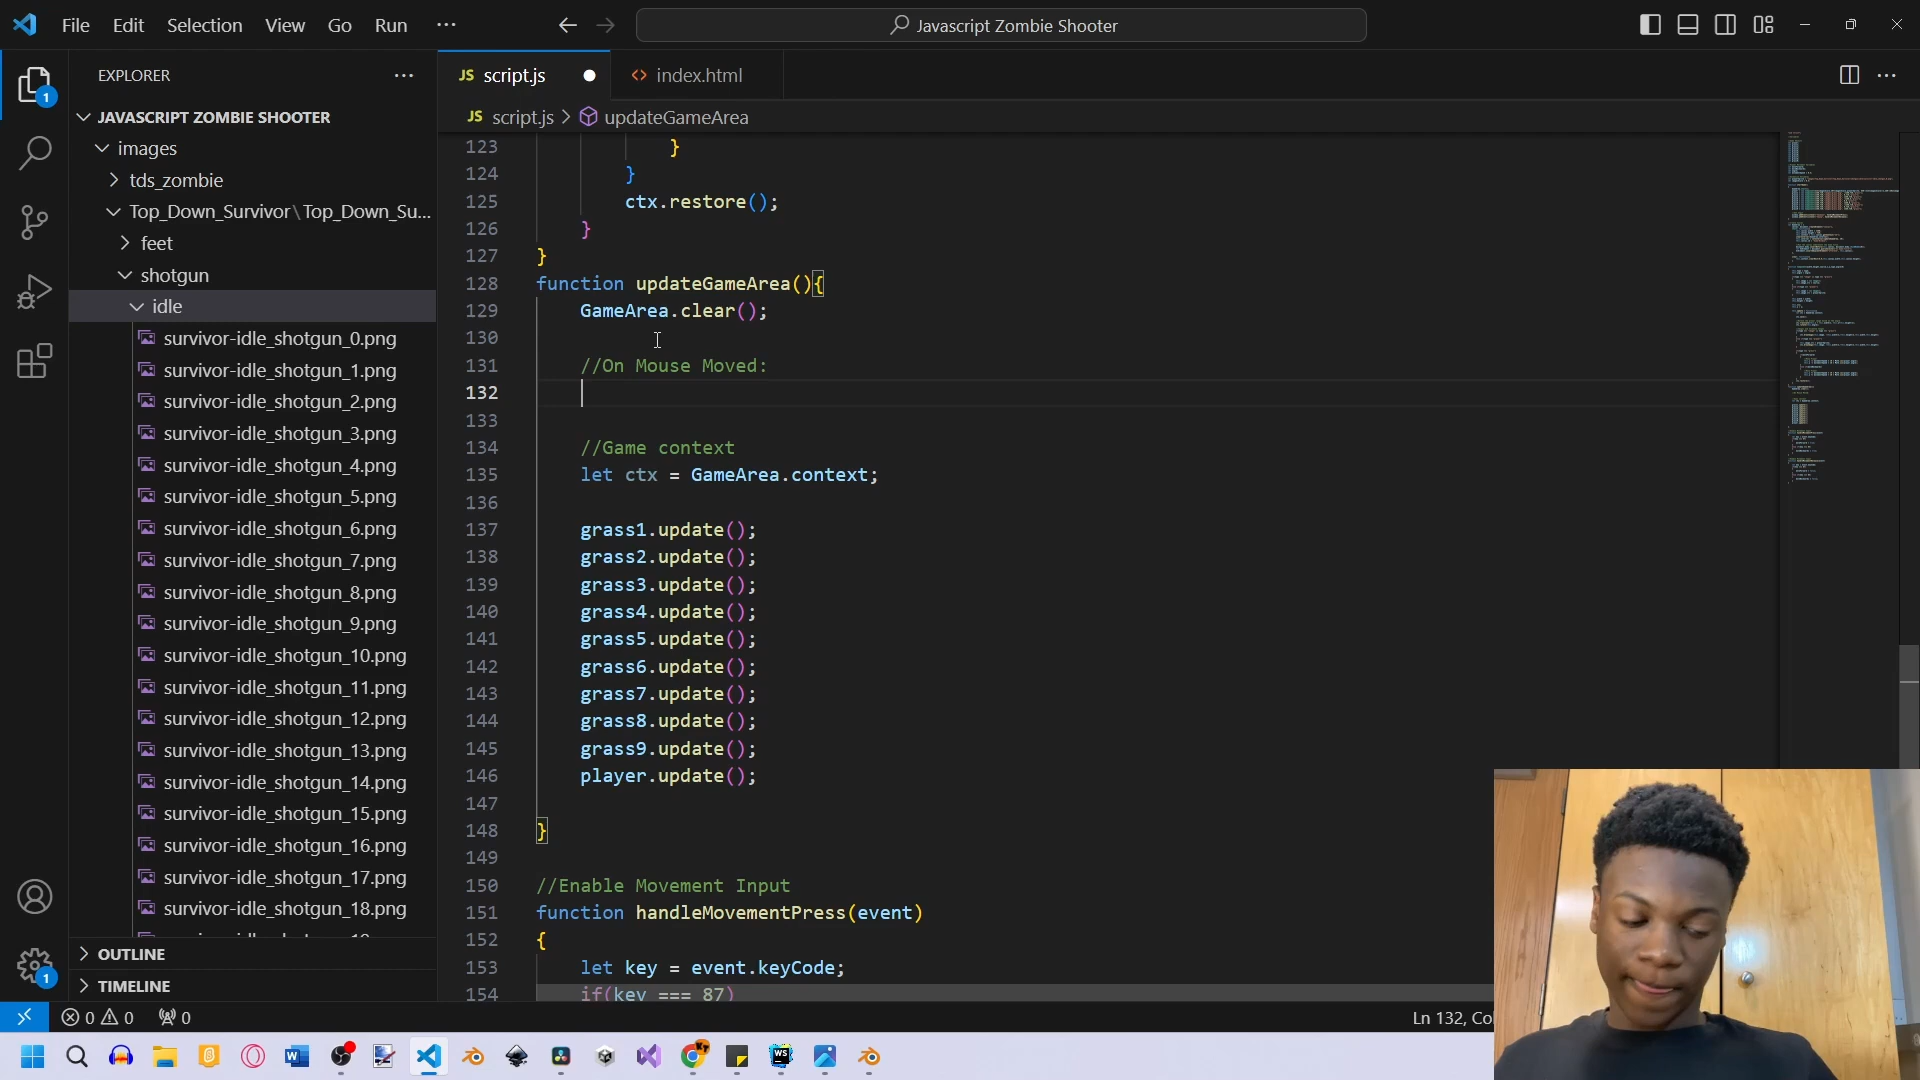 File Edit Selection View Go Run ···
Javascript Zombie Shooter
EXPLORER
JAVASCRIPT ZOMBIE SHOOTER
images
tds_zombie
Top_Down_Survivor\Top_Down_Su...
feet
shotgun
idle
survivor-idle_shotgun_0.png
survivor-idle_shotgun_1.png
survivor-idle_shotgun_2.png
survivor-idle_shotgun_3.png
survivor-idle_shotgun_4.png
survivor-idle_shotgun_5.png
survivor-idle_shotgun_6.png
survivor-idle_shotgun_7.png
survivor-idle_shotgun_8.png
survivor-idle_shotgun_9.png
survivor-idle_shotgun_10.png
survivor-idle_shotgun_11.png
survivor-idle_shotgun_12.png
survivor-idle_shotgun_13.png
survivor-idle_shotgun_14.png
survivor-idle_shotgun_15.png
survivor-idle_shotgun_16.png
survivor-idle_shotgun_17.png
survivor-idle_shotgun_18.png
OUTLINE
TIMELINE
1
1
JS script.js
<> index.html
JS script.js > updateGameArea
123 }
124 }
125 ctx.restore();
126 }
127 }
128 function updateGameArea(){
129 GameArea.clear();
130
131 //On Mouse Moved:
132
133
134 //Game context
135 let ctx = GameArea.context;
136
137 grass1.update();
138 grass2.update();
139 grass3.update();
140 grass4.update();
141 grass5.update();
142 grass6.update();
143 grass7.update();
144 grass8.update();
145 grass9.update();
146 player.update();
147
148 }
149
150 //Enable Movement Input
151 function handleMovementPress(event)
152 {
153 let key = event.keyCode;
154 if(key === 87)
0 0 0
Ln 132, Co